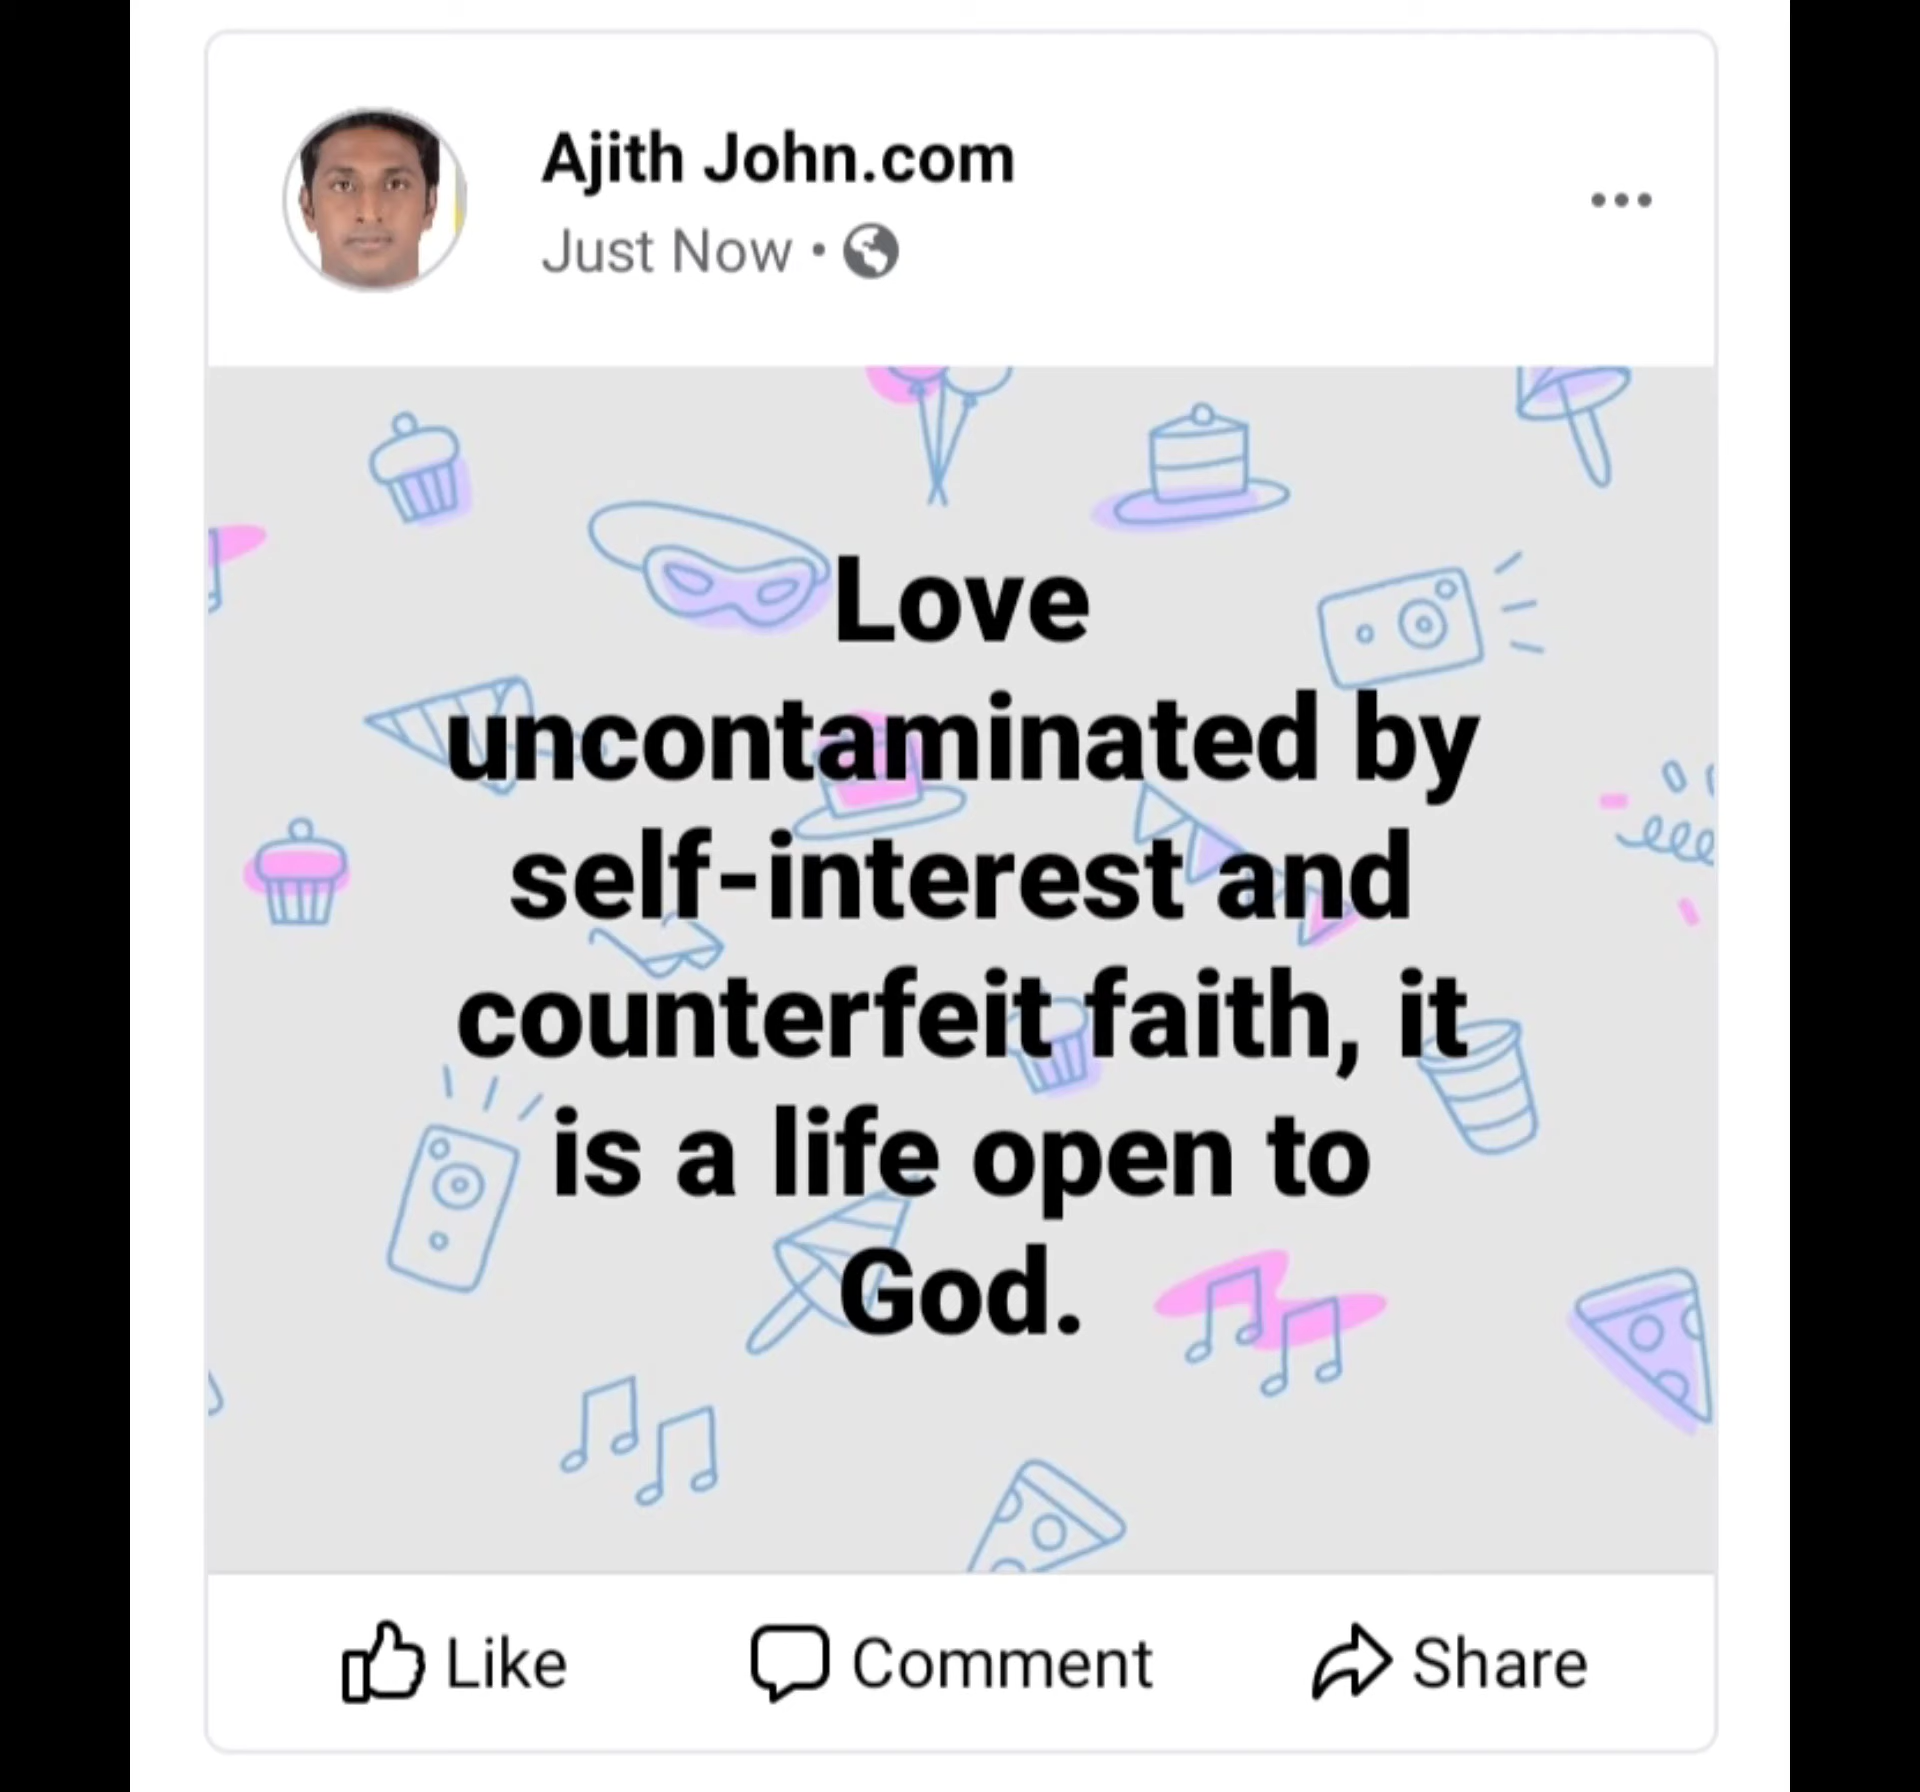 Ajith John.com
Just Now •
Love
uncontaminated by
self-interest and
counterfeit faith, it
is a life open to
God.
Like Comment Share